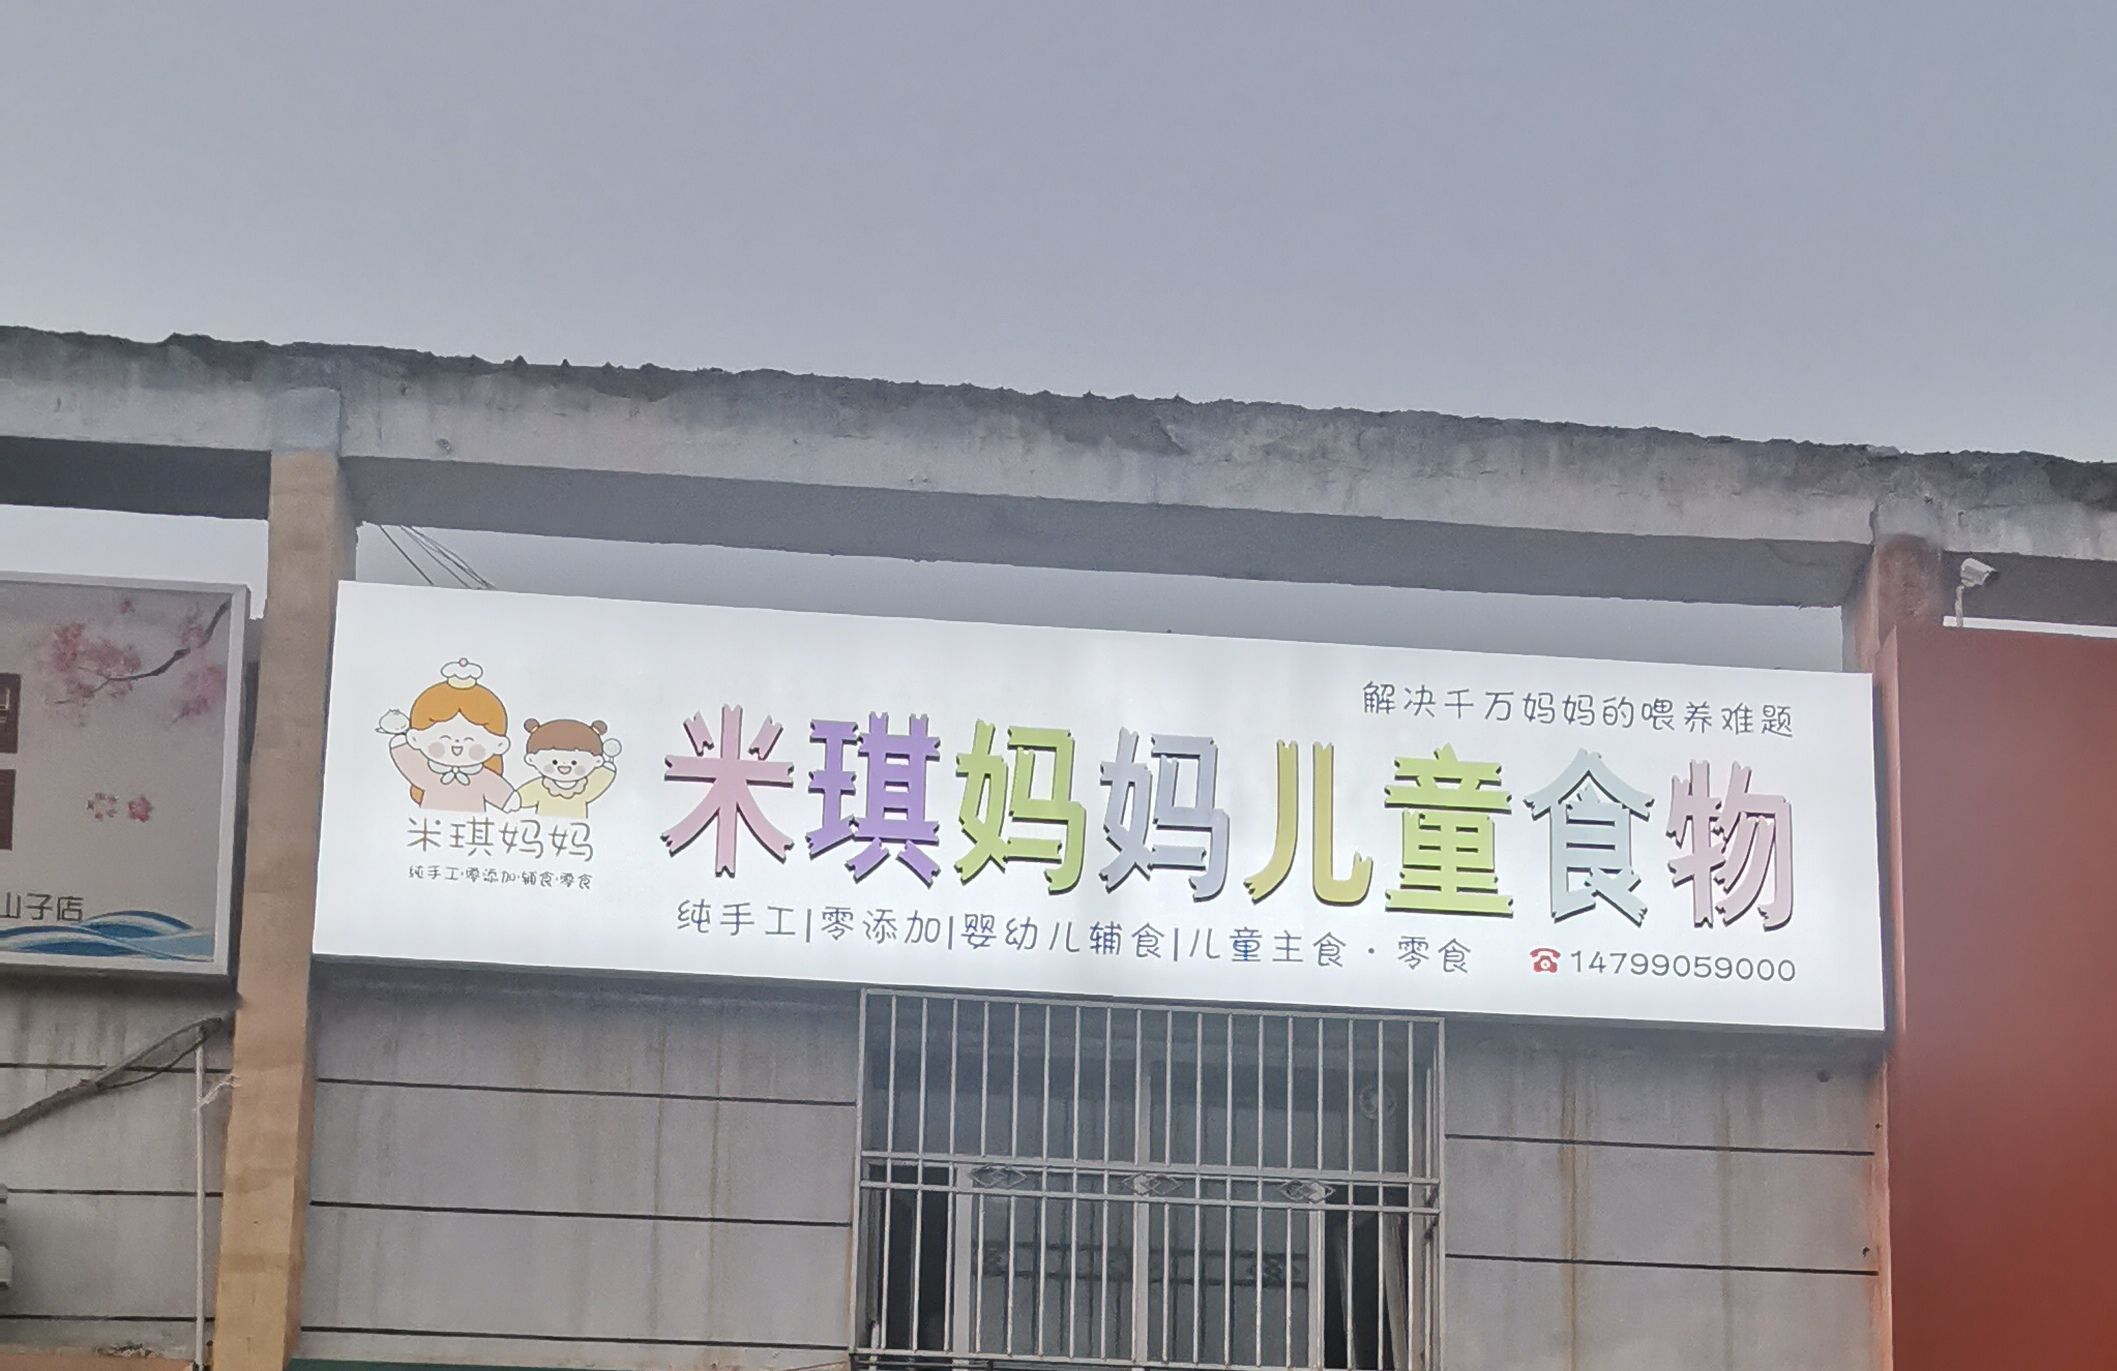 解决千万妈妈的喂养难题
米琪妈妈儿童食物
米琪妈妈
纯手工·零添加·辅食·零食
纯手工|零添加|婴幼儿辅食|儿童主食·零食
☎14799059000
山子店